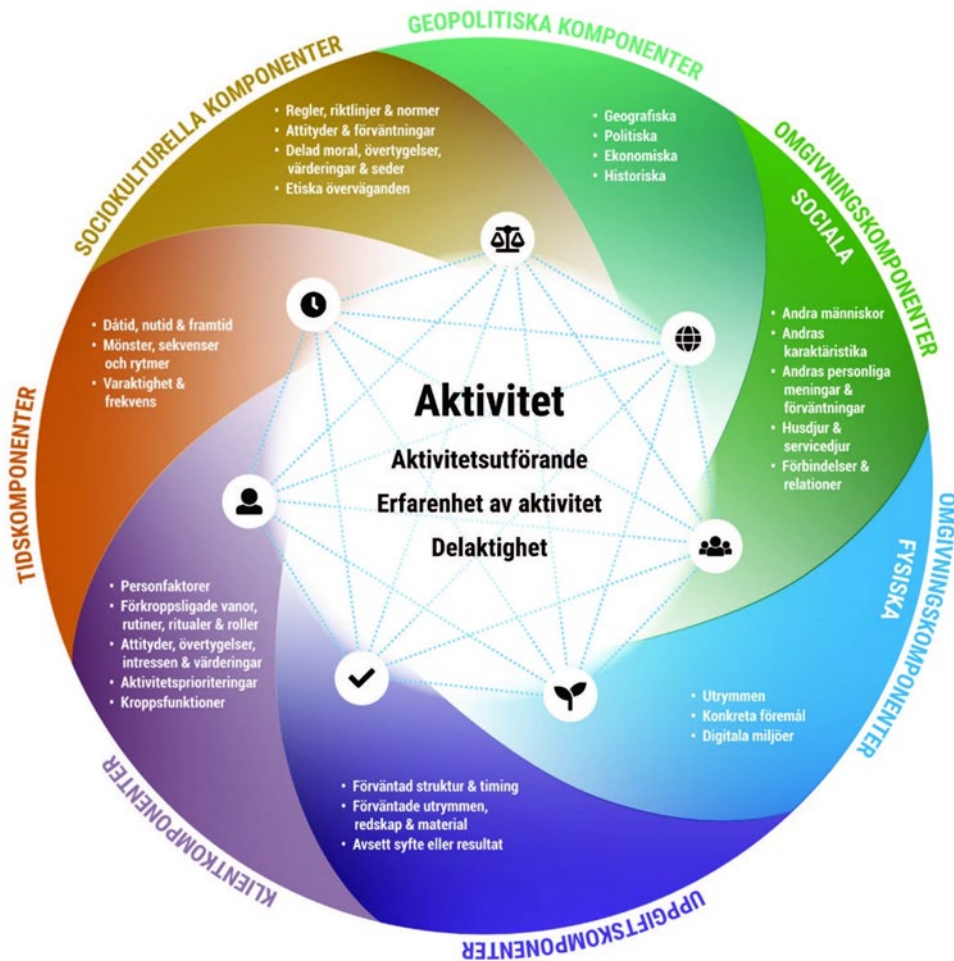 GEOPOLITISKA KOMPONENTER
• Geografiska
• Politiska
• Ekonomiska
• Historiska
OMGIVNINGSKOMPONENTER
SOCIALA
• Andra människor
• Andras
karaktäristika
• Andras personliga
meningar &
förväntningar
• Husdjur &
servicedjur
• Förbindelser &
relationer
OMGIVNINGSKOMPONENTER
FYSISKA
• Utrymmen
• Konkreta föremål
• Digitala miljöer
UPPGIFTSKOMPONENTER
• Förväntad struktur & timing
• Förväntade utrymmen,
redskap & material
• Avsett syfte eller resultat
KLIENTKOMPONENTER
• Personfaktorer
• Förkroppsligade vanor,
rutiner, ritualer & roller
• Attityder, övertygelser,
intressen & värderingar
• Aktivitetsprioriteringar
• Kroppsfunktioner
TIDSKOMPONENTER
• Dåtid, nutid & framtid
• Mönster, sekvenser
och rytmer
• Varaktighet &
frekvens
SOCIOKULTURELLA KOMPONENTER
• Regler, riktlinjer & normer
• Attityder & förväntningar
• Delad moral, övertygelser,
värderingar & seder
• Etiska överväganden
Aktivitet
Aktivitetsutförande
Erfarenhet av aktivitet
Delaktighet